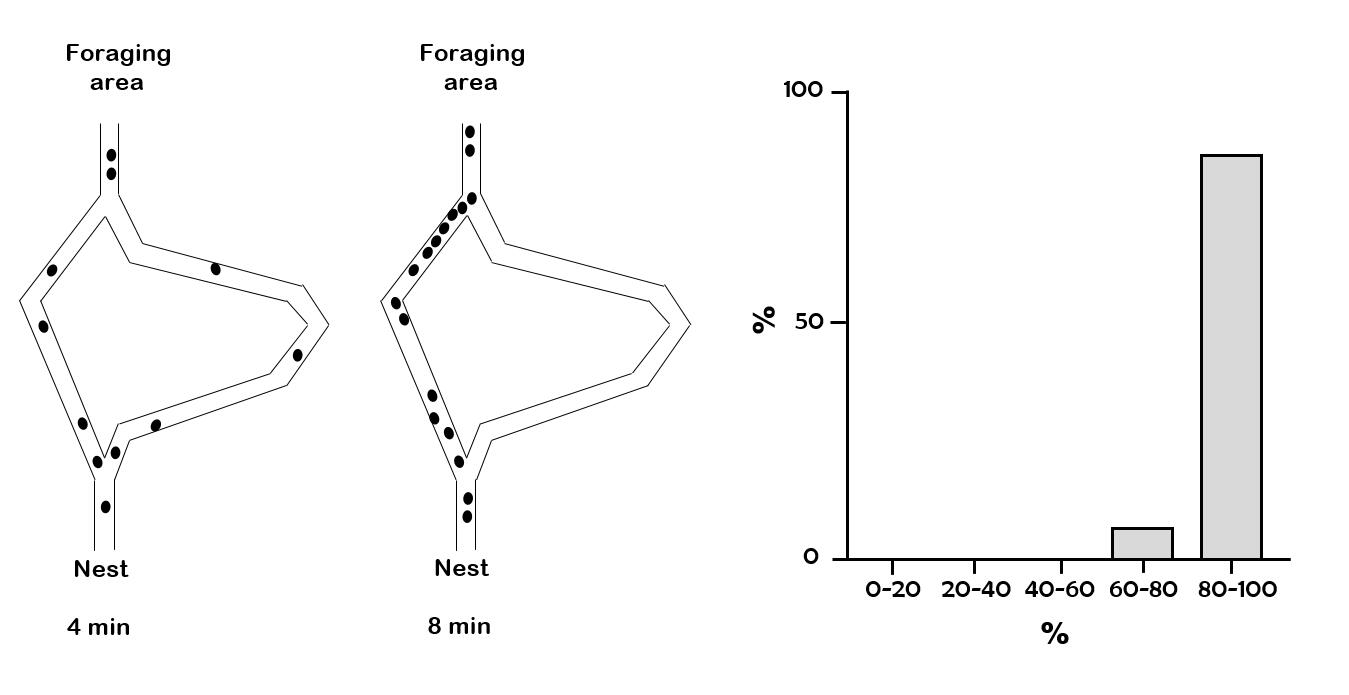 Foraging
area
Nest
4 min
Foraging
area
Nest
8 min
100
%
50
0
0-20
20-40
40-60
60-80
80-100
%